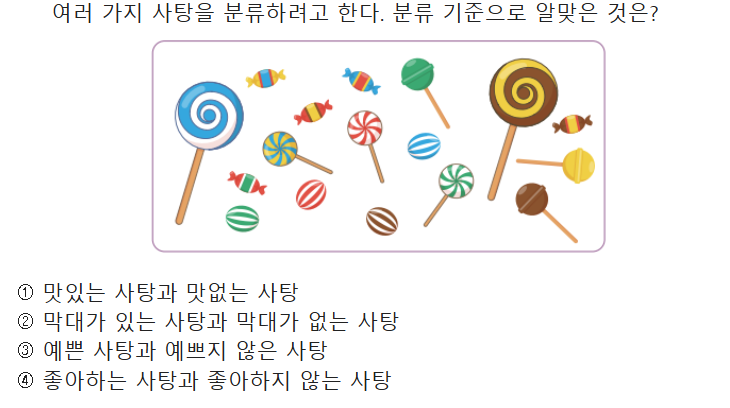 여러 가지 사탕을 분류하려고 한다. 분류 기준으로 알맞은 것은?
① 맛있는 사탕과 맛없는 사탕
② 막대가 있는 사탕과 막대가 없는 사탕
③ 예쁜 사탕과 예쁘지 않은 사탕
④ 좋아하는 사탕과 좋아하지 않는 사탕